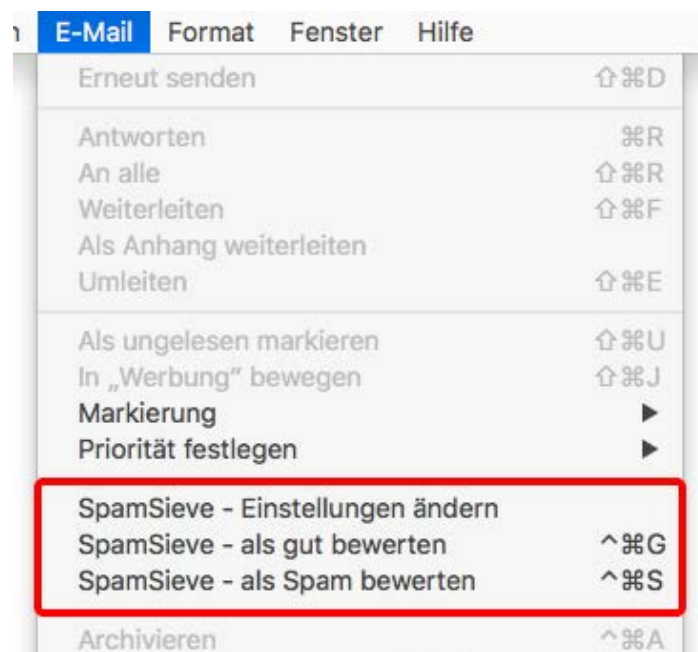 E-Mail Format Fenster Hilfe
Erneut senden ⇧⌘D
Antworten ⌘R
An alle ⇧⌘R
Weiterleiten ⇧⌘F
Als Anhang weiterleiten
Umleiten ⇧⌘E
Als ungelesen markieren ⇧⌘U
In „Werbung“ bewegen ⇧⌘J
Markierung ▶
Priorität festlegen ▶
SpamSieve - Einstellungen ändern
SpamSieve - als gut bewerten ^⌘G
SpamSieve - als Spam bewerten ^⌘S
Archivieren ^⌘A